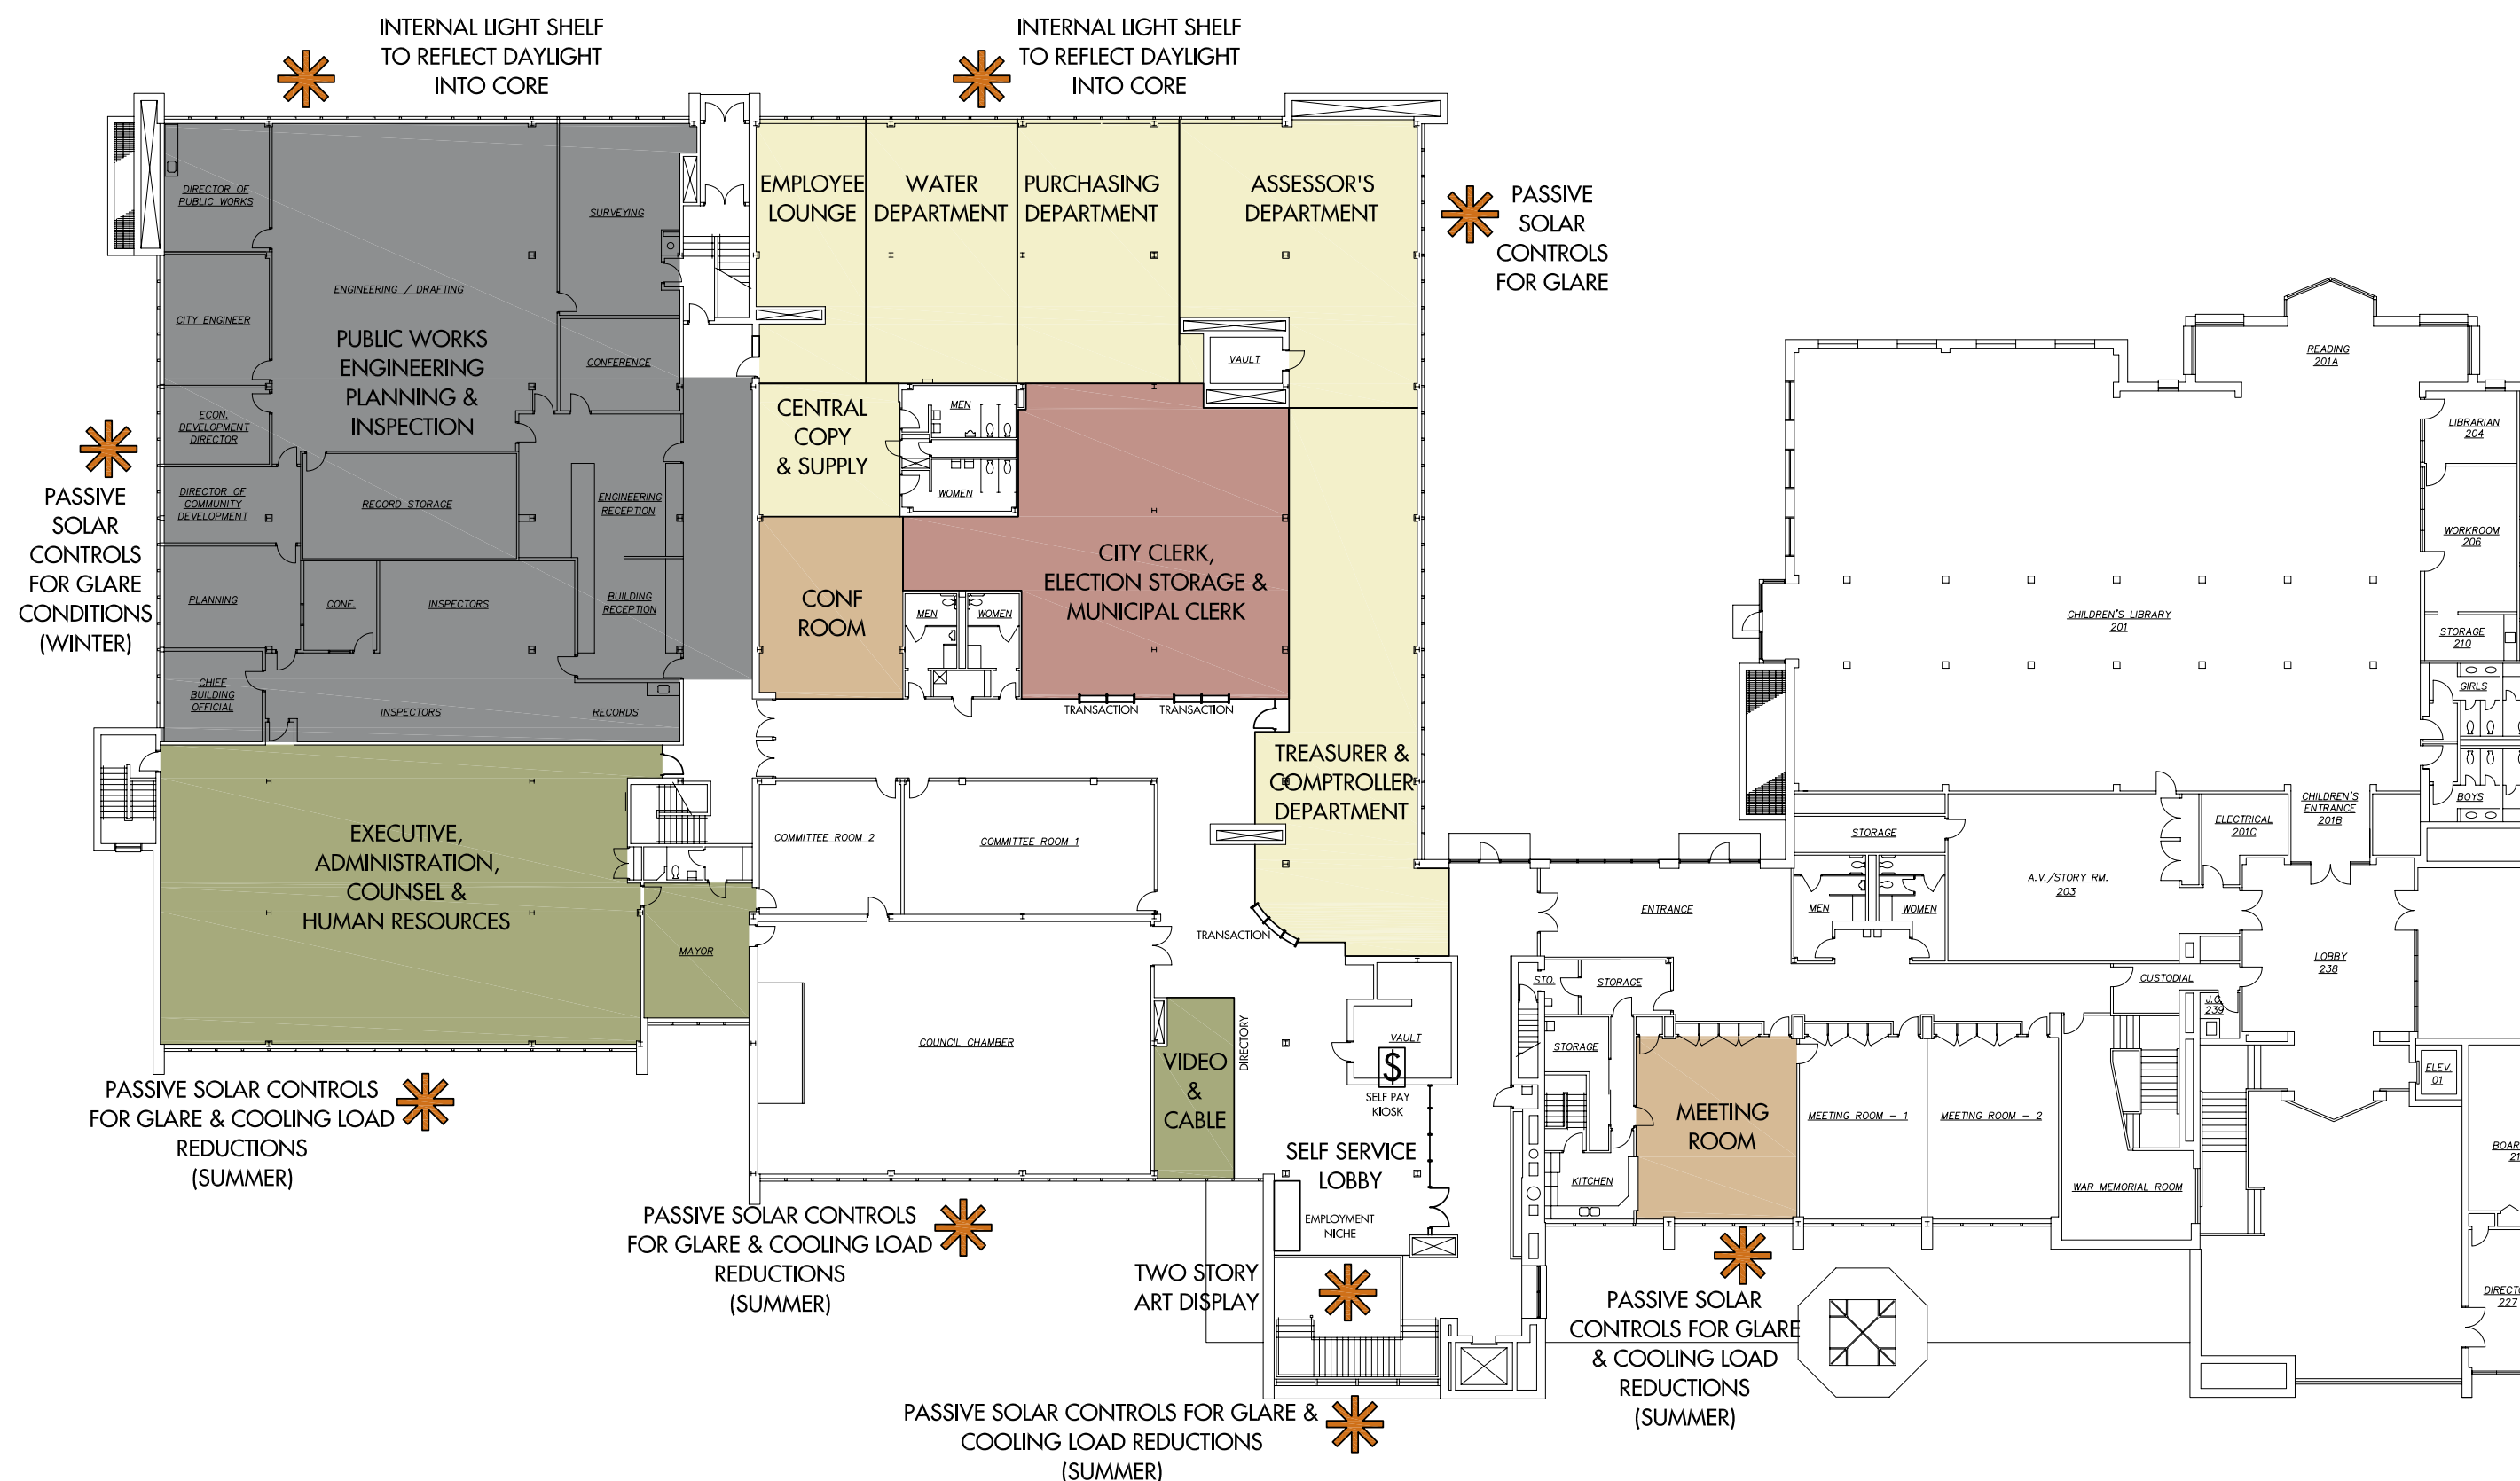 INTERNAL LIGHT SHELF
TO REFLECT DAYLIGHT
INTO CORE
INTERNAL LIGHT SHELF
TO REFLECT DAYLIGHT
INTO CORE
DIRECTOR OF
PUBLIC WORKS
SURVEYING
EMPLOYEE
LOUNGE
WATER
DEPARTMENT
PURCHASING
DEPARTMENT
ASSESSOR'S
DEPARTMENT
PASSIVE
SOLAR
CONTROLS
FOR GLARE
ENGINEERING / DRAFTING
CITY ENGINEER
PUBLIC WORKS
ENGINEERING
PLANNING &
INSPECTION
CONFERENCE
VAULT
READING
201A
ECON.
DEVELOPMENT
DIRECTOR
CENTRAL
COPY
& SUPPLY
MEN
WOMEN
LIBRARIAN
204
PASSIVE
SOLAR
CONTROLS
FOR GLARE
CONDITIONS
(WINTER)
DIRECTOR OF
COMMUNITY
DEVELOPMENT
RECORD STORAGE
ENGINEERING
RECEPTION
CITY CLERK,
ELECTION STORAGE &
MUNICIPAL CLERK
WORKROOM
206
PLANNING
CONF.
INSPECTORS
BUILDING
RECEPTION
CONF
ROOM
MEN
WOMEN
CHILDREN'S LIBRARY
201
STORAGE
210
CHIEF
BUILDING
OFFICIAL
INSPECTORS
RECORDS
TRANSACTION
TRANSACTION
GIRLS
TREASURER &
COMPTROLLER
DEPARTMENT
EXECUTIVE,
ADMINISTRATION,
COUNSEL &
HUMAN RESOURCES
COMMITTEE ROOM 2
COMMITTEE ROOM 1
STORAGE
ELECTRICAL
201C
CHILDREN'S
ENTRANCE
201B
BOYS
A.V./STORY RM.
203
ENTRANCE
MEN
WOMEN
TRANSACTION
MAYOR
LOBBY
238
CUSTODIAL
J.C.
239
STO.
STORAGE
COUNCIL CHAMBER
VIDEO
&
CABLE
DIRECTORY
VAULT
$
SELF PAY
KIOSK
STORAGE
ELEV.
01
PASSIVE SOLAR CONTROLS
FOR GLARE & COOLING LOAD
REDUCTIONS
(SUMMER)
MEETING
ROOM
MEETING ROOM - 1
MEETING ROOM - 2
SELF SERVICE
LOBBY
BOAR
21
KITCHEN
WAR MEMORIAL ROOM
PASSIVE SOLAR CONTROLS
FOR GLARE & COOLING LOAD
REDUCTIONS
(SUMMER)
EMPLOYMENT
NICHE
TWO STORY
ART DISPLAY
PASSIVE SOLAR
CONTROLS FOR GLARE
& COOLING LOAD
REDUCTIONS
(SUMMER)
DIRECTO
227
PASSIVE SOLAR CONTROLS FOR GLARE &
COOLING LOAD REDUCTIONS
(SUMMER)